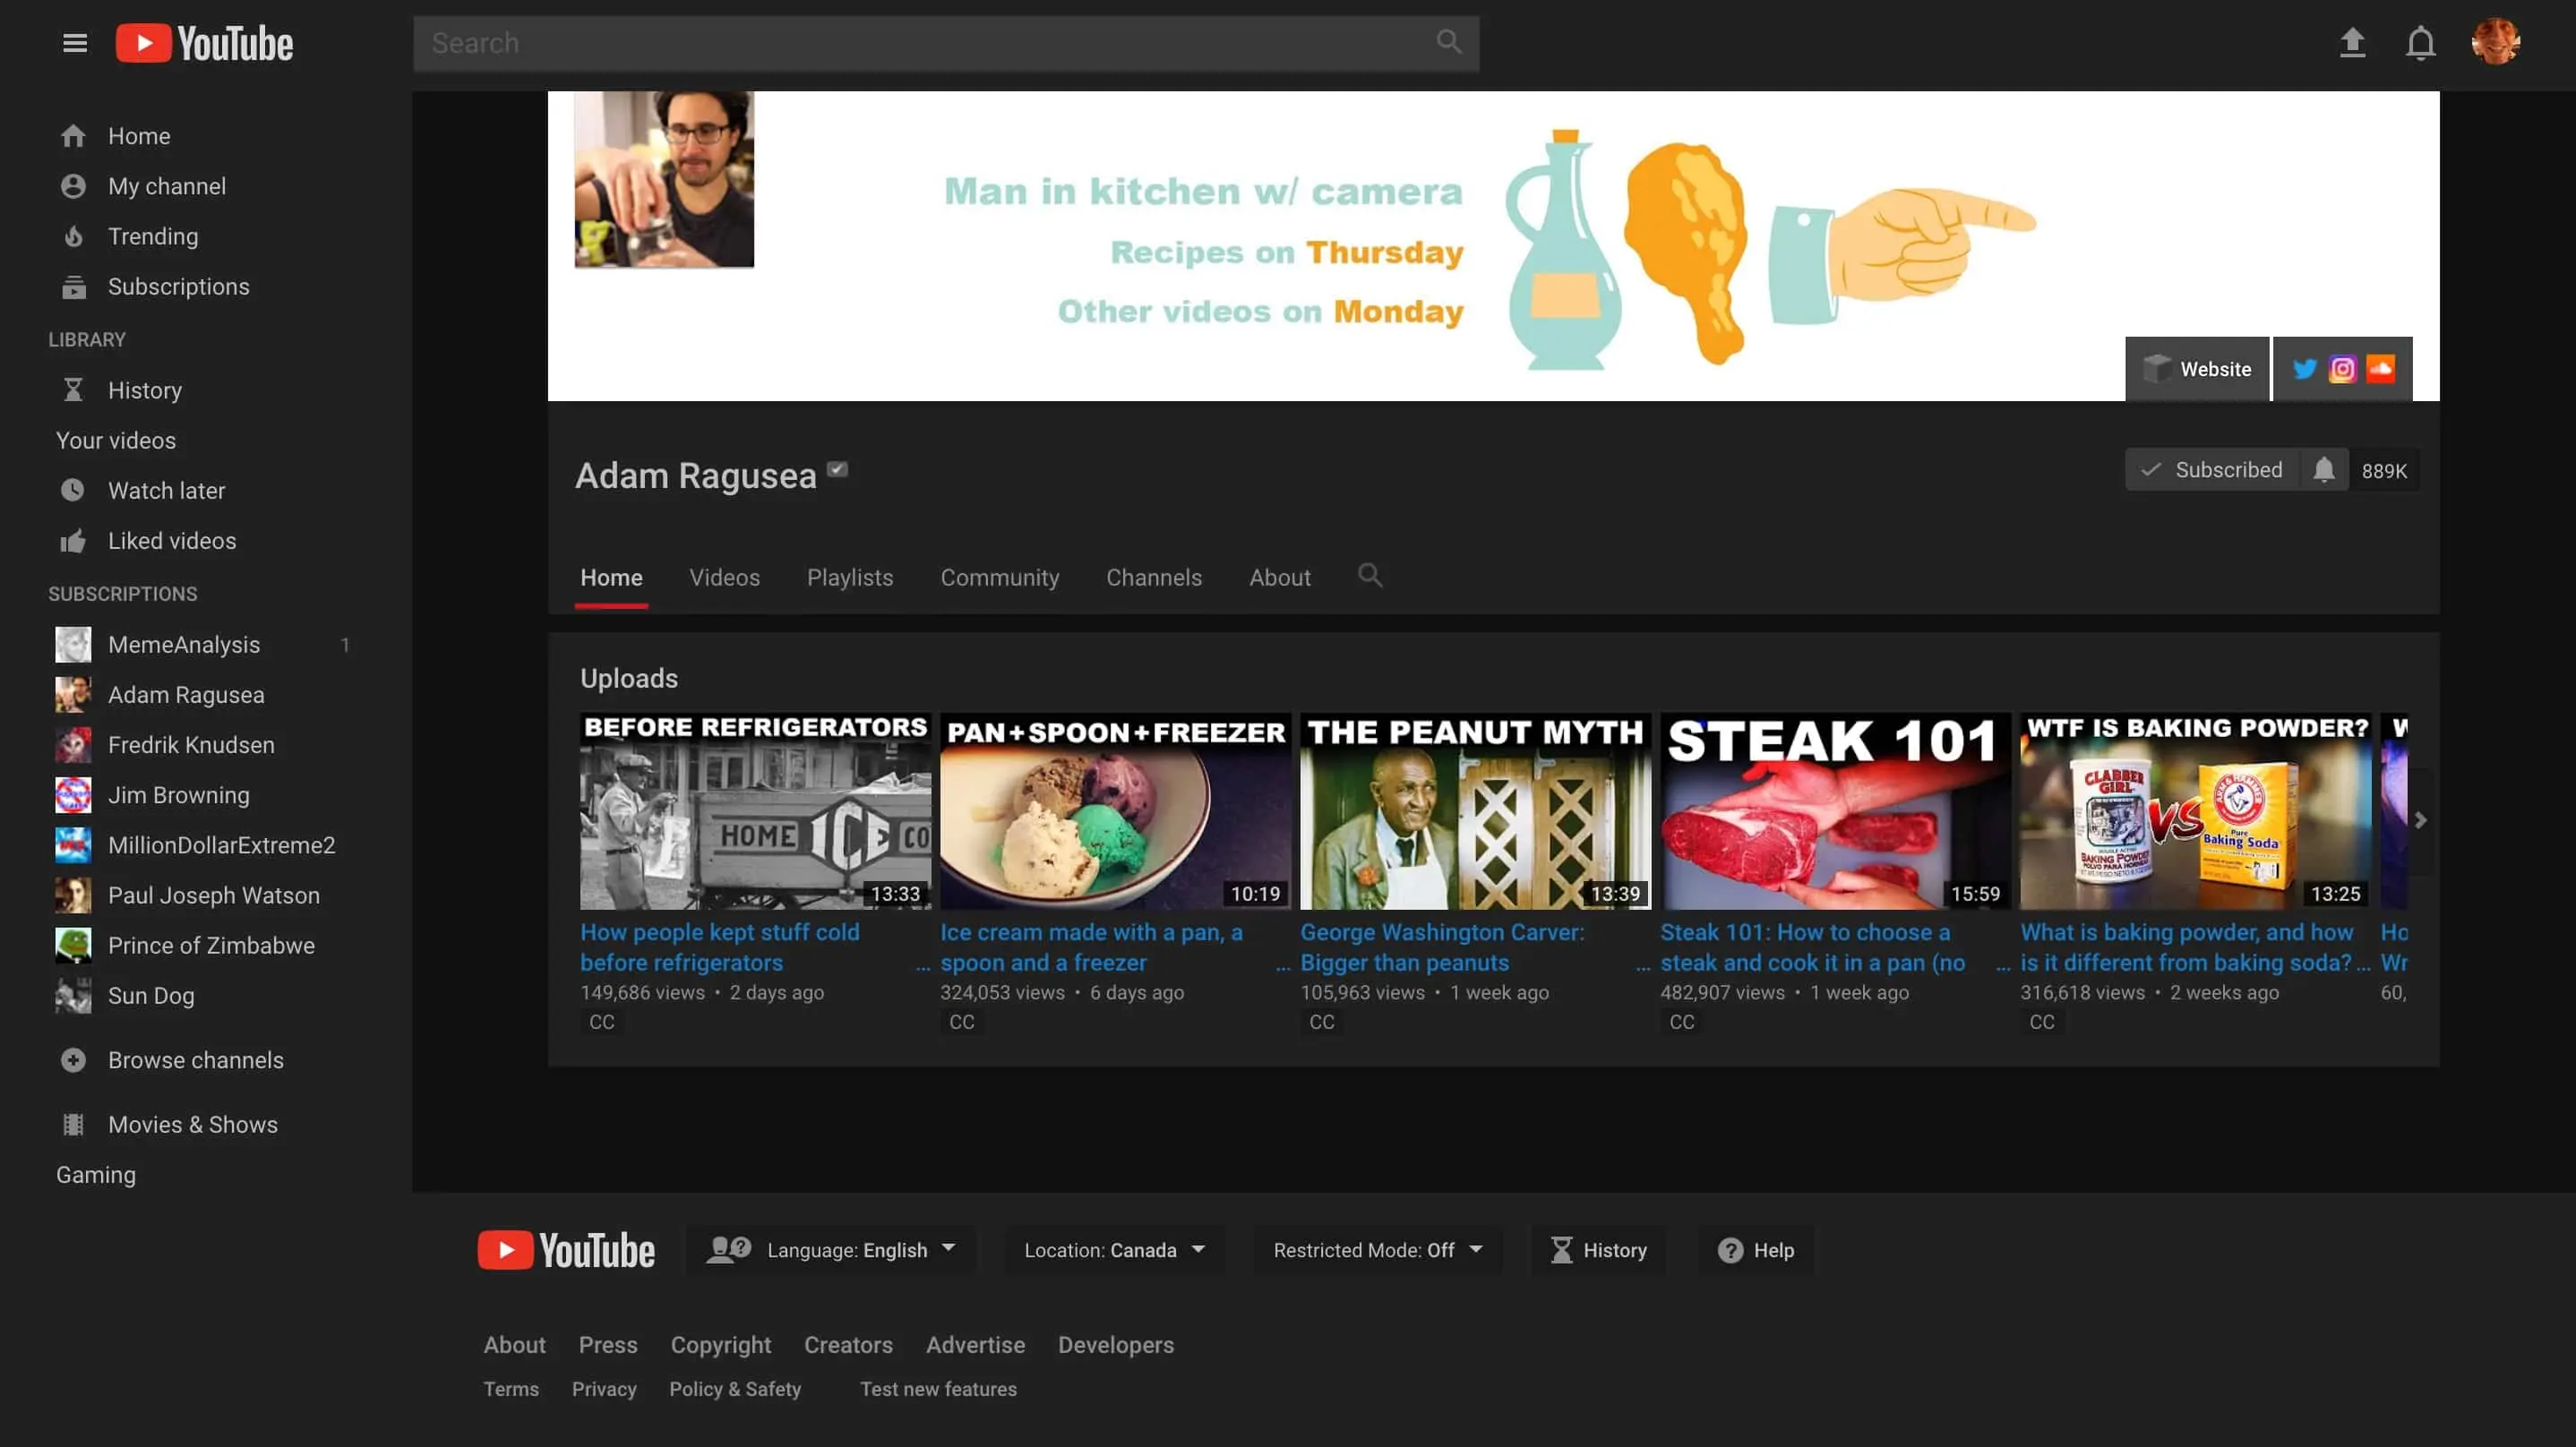 YouTube
Search
Home
My channel
Trending
Subscriptions
LIBRARY
History
Your videos
Watch later
Liked videos
SUBSCRIPTIONS
MemeAnalysis 1
Adam Ragusea
Fredrik Knudsen
Jim Browning
MillionDollarExtreme2
Paul Joseph Watson
Prince of Zimbabwe
Sun Dog
Browse channels
Movies & Shows
Gaming
Man in kitchen w/ camera
Recipes on Thursday
Other videos on Monday
Website
Adam Ragusea
Subscribed 889K
Home Videos Playlists Community Channels About
Uploads
BEFORE REFRIGERATORS
HOME ICE CO
13:33
How people kept stuff cold
before refrigerators ...
149,686 views • 2 days ago
CC
PAN+SPOON+FREEZER
10:19
Ice cream made with a pan, a
spoon and a freezer ...
324,053 views • 6 days ago
CC
THE PEANUT MYTH
13:39
George Washington Carver:
Bigger than peanuts ...
105,963 views • 1 week ago
CC
STEAK 101
15:59
Steak 101: How to choose a
steak and cook it in a pan (no ...
482,907 views • 1 week ago
CC
WTF IS BAKING POWDER?
CLABBER
GIRL
BAKING POWDER
VS
ARM & HAMMER
Pure
Baking Soda
13:25
What is baking powder, and how
is it different from baking soda? ...
316,618 views • 2 weeks ago
CC
Ho
Wr
60,
YouTube
Language: English
Location: Canada
Restricted Mode: Off
History
Help
About Press Copyright Creators Advertise Developers
Terms Privacy Policy & Safety Test new features